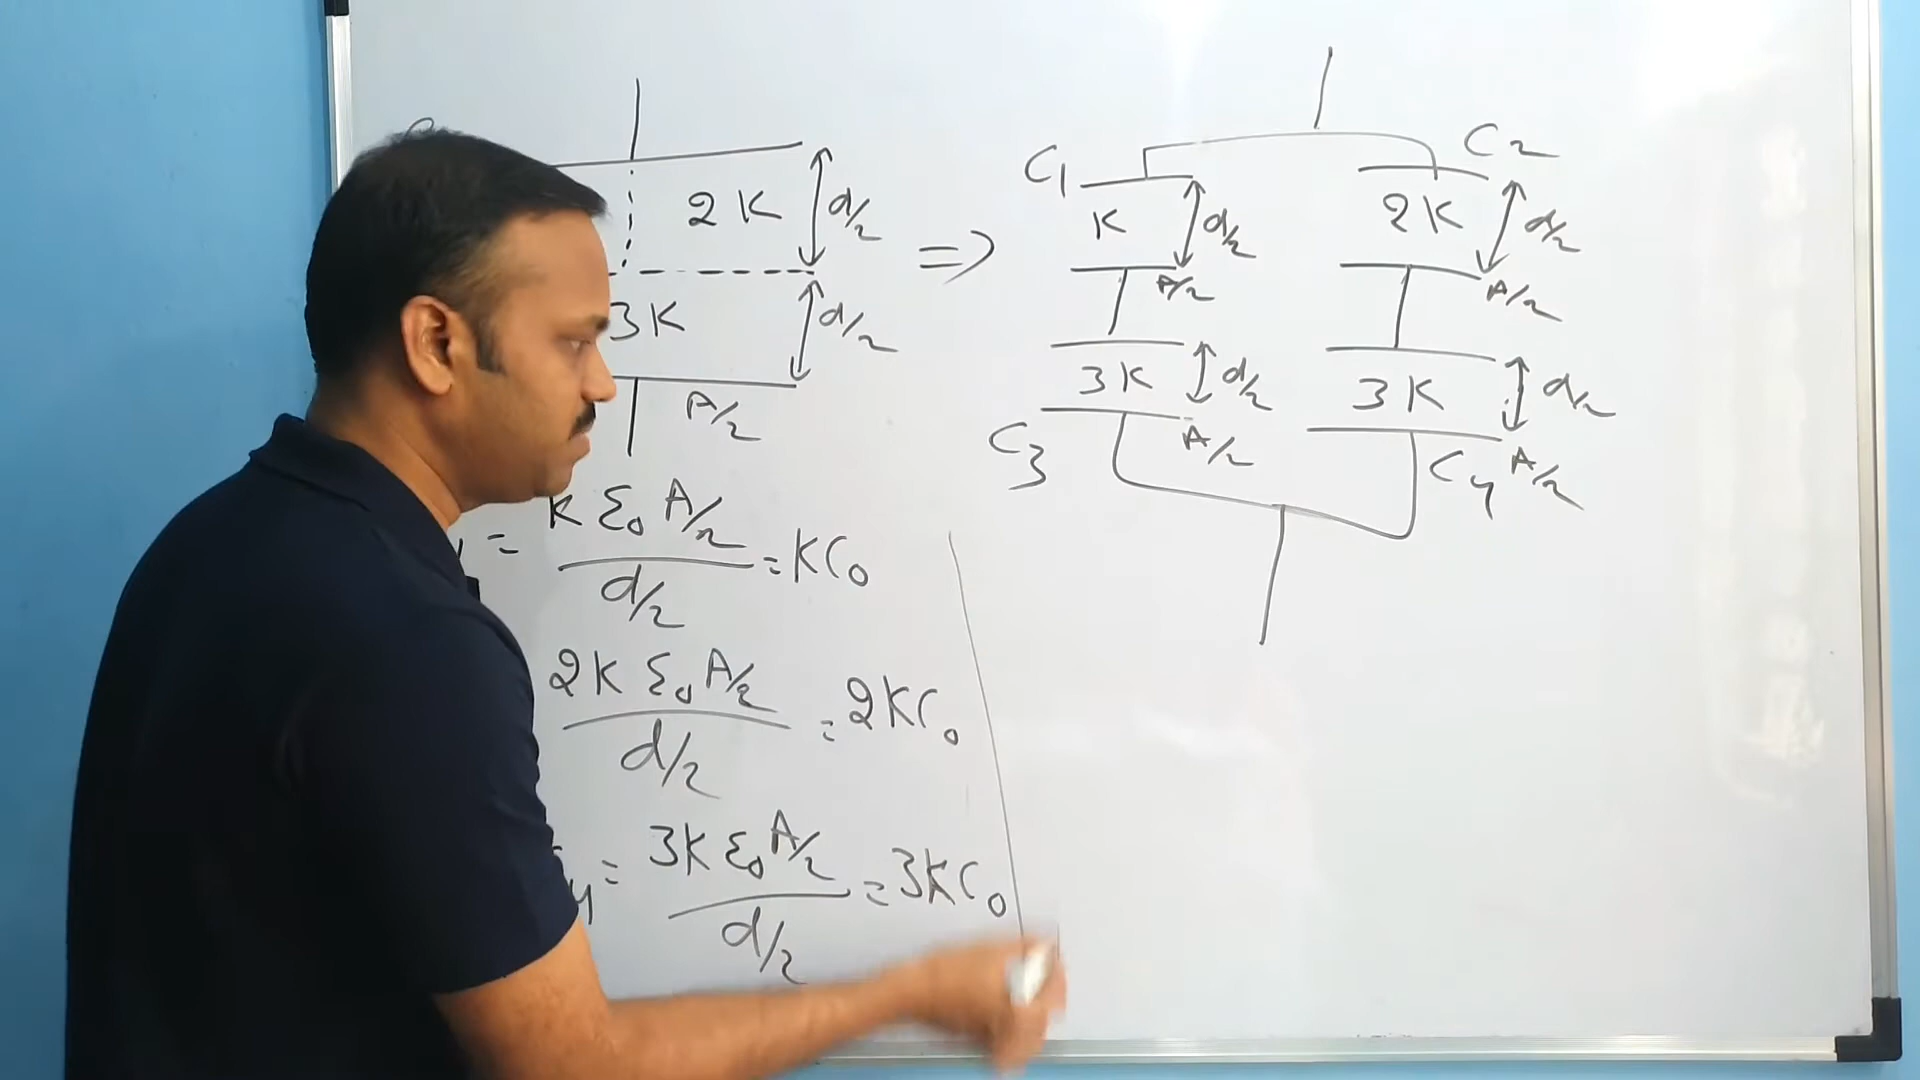 2K d/2
3K d/2
A/2
= K ε₀ A/2 / d/2 = KC₀
2K ε₀ A/2 / d/2 = 2KC₀
4 = 3K ε₀ A/2 / d/2 = 3KC₀
=>
C₁ K d/2 A/2
C₂ 2K d/2 A/2
3K d/2 A/2 C₃
3K d/2 A/2 C₄